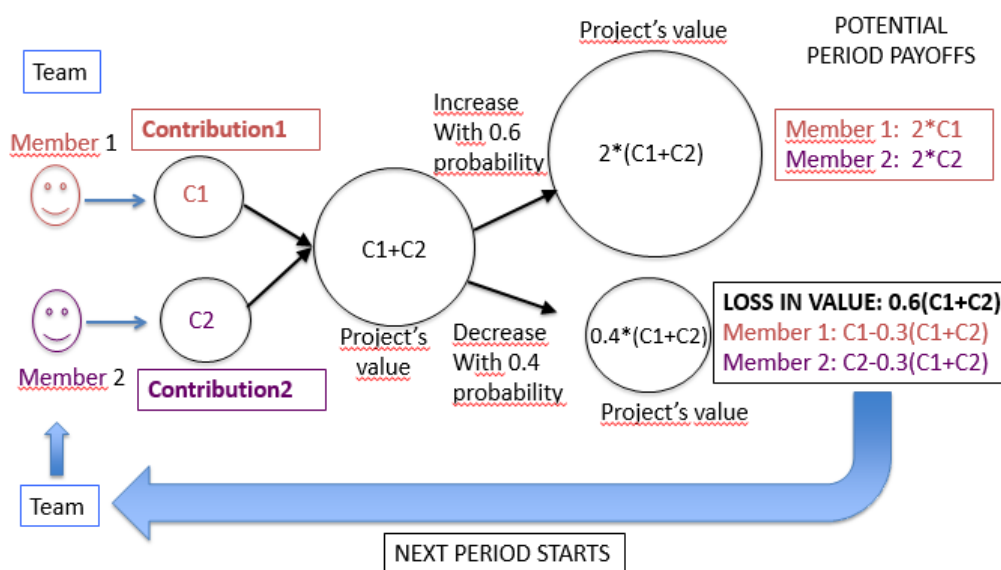 Team
Member 1
Contribution1
C1
C2
Member 2
Contribution2
C1+C2
Project's
value
Increase
With 0.6
probability
Decrease
With 0.4
probability
Project's value
2*(C1+C2)
0.4*(C1+C2)
Project's value
POTENTIAL
PERIOD PAYOFFS
Member 1:  2*C1
Member 2:  2*C2
LOSS IN VALUE: 0.6(C1+C2)
Member 1: C1-0.3(C1+C2)
Member 2: C2-0.3(C1+C2)
Team
NEXT PERIOD STARTS